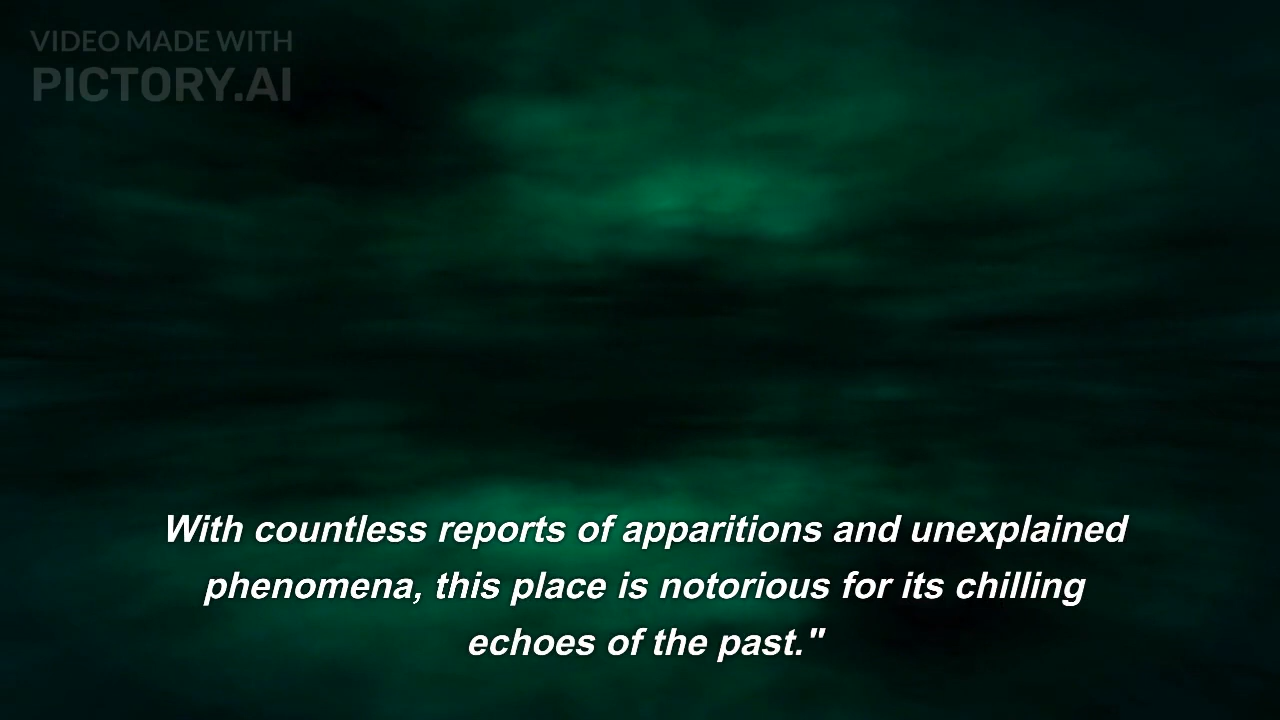 VIDEO MADE WITH
PICTORY.AI
With countless reports of apparitions and unexplained
phenomena, this place is notorious for its chilling
echoes of the past."